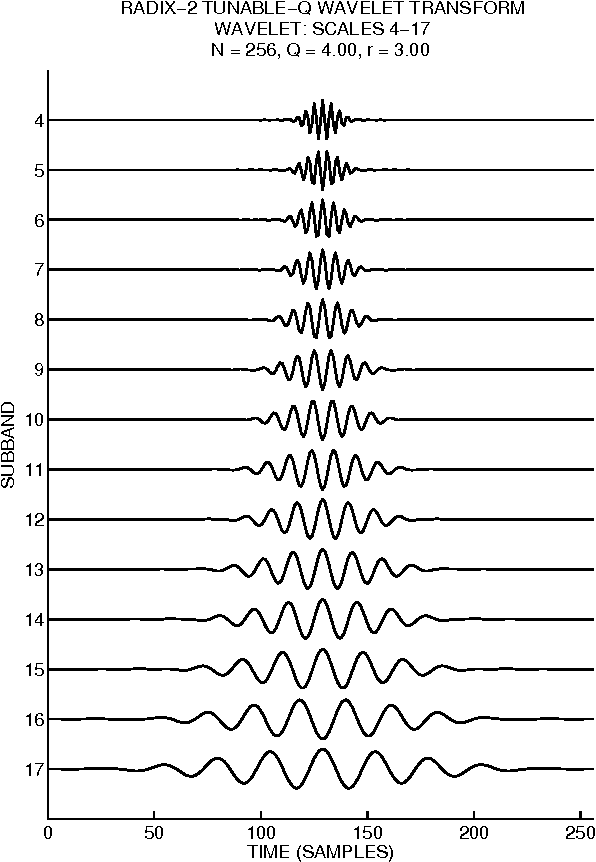 RADIX-2 TUNABLE-Q WAVELET TRANSFORM
WAVELET: SCALES 4-17
N = 256, Q = 4.00, r = 3.00
SUBBAND
4
5
6
7
8
9
10
11
12
13
14
15
16
17
0 50 100 150 200 250
TIME (SAMPLES)